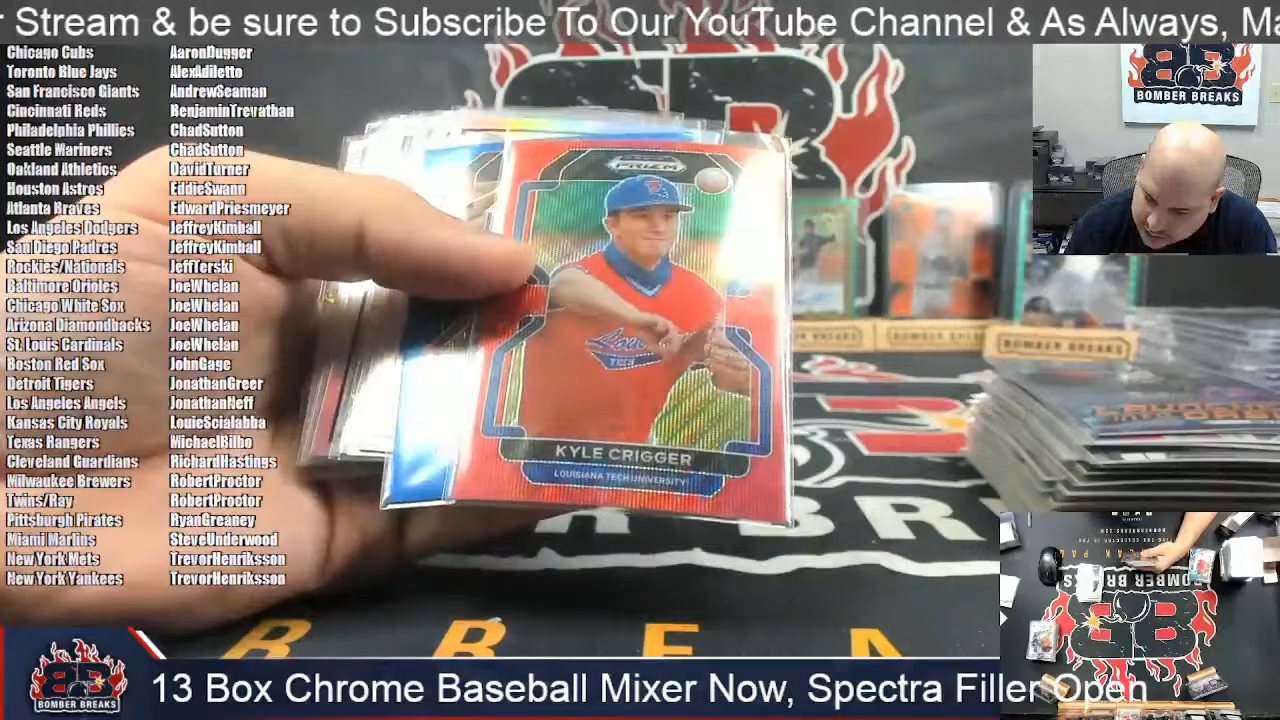 r Stream & be sure to Subscribe To Our YouTube Channel & As Always, Ma
Chicago Cubs AaronDugger
Toronto Blue Jays AlexAdiletto
San Francisco Giants AndrewSeaman
Cincinnati Reds BenjaminTrevathan
Philadelphia Phillies ChadSutton
Seattle Mariners ChadSutton
Oakland Athletics DavidTurner
Houston Astros EddieSwann
Atlanta Braves EdwardPriesmeyer
Los Angeles Dodgers JeffreyKimball
San Diego Padres JeffreyKimball
Rockies/Nationals JeffTerski
Baltimore Orioles JoeWhelan
Chicago White Sox JoeWhelan
Arizona Diamondbacks JoeWhelan
St. Louis Cardinals JoeWhelan
Boston Red Sox JohnGage
Detroit Tigers JonathanGreer
Los Angeles Angels JonathanNeff
Kansas City Royals LouieScialabba
Texas Rangers MichaelBilbo
Cleveland Guardians RichardHastings
Milwaukee Brewers RobertProctor
Twins/Ray RobertProctor
Pittsburgh Pirates RyanGreaney
Miami Marlins SteveUnderwood
New York Mets TrevorHenriksson
New York Yankees TrevorHenriksson
PRIZM
TECH
KYLE CRIGGER
LOUISIANA TECH UNIVERSITY
BOMBER BREAKS
BOMBER BREAKS
BOMBER BREAKS
13 Box Chrome Baseball Mixer Now, Spectra Filler Open